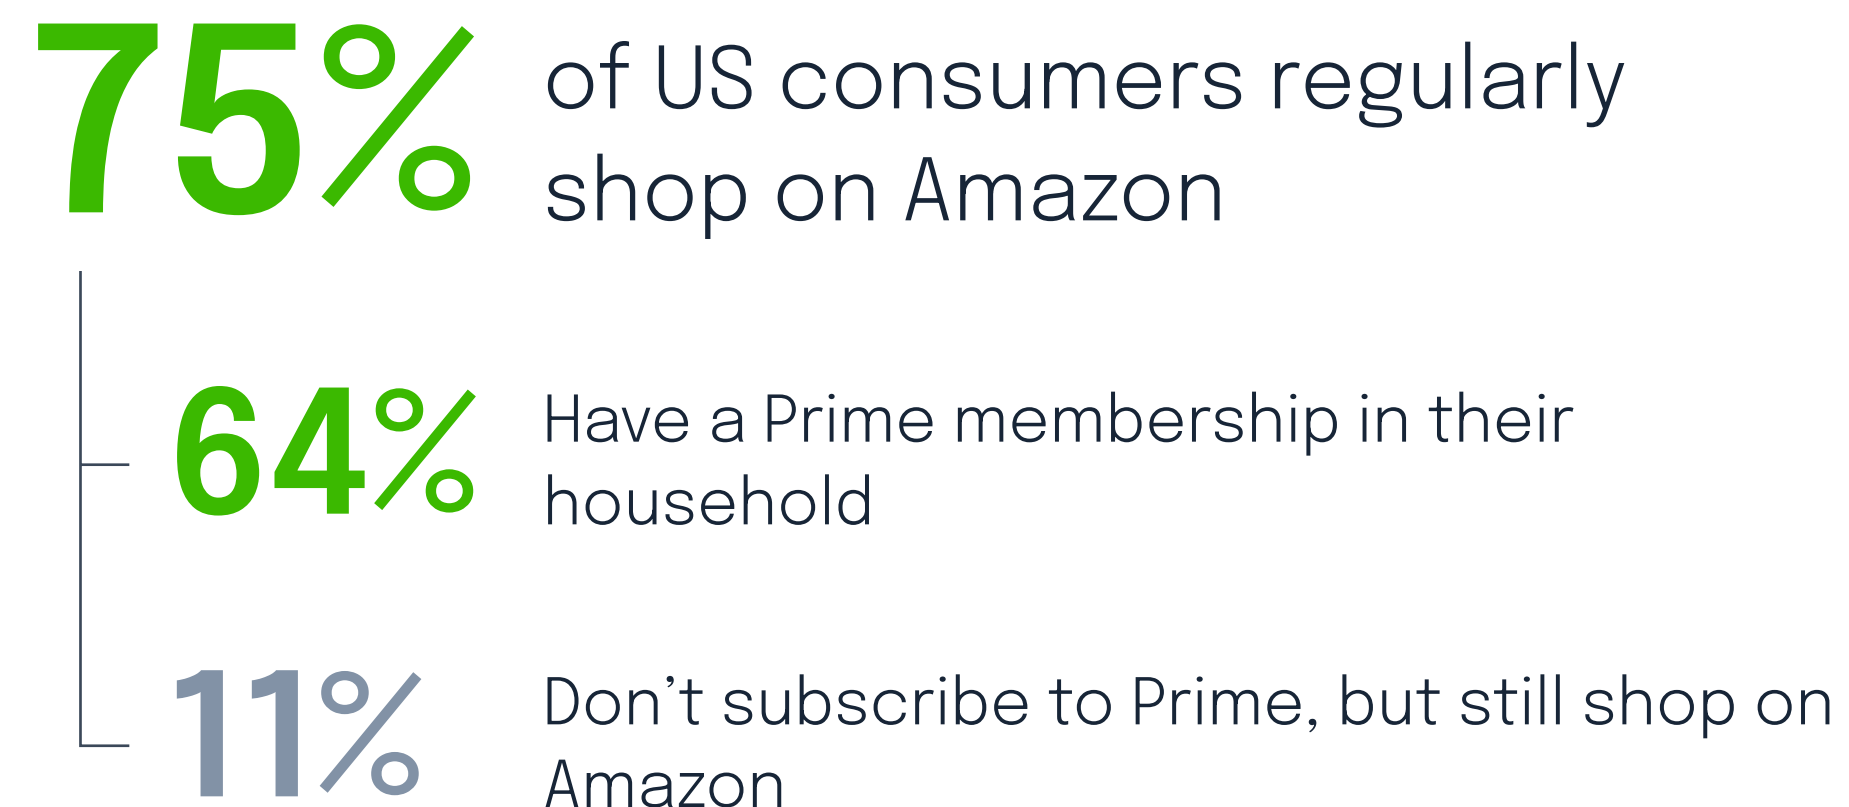 75% of US consumers regularly
shop on Amazon
64% Have a Prime membership in their
household
11% Don’t subscribe to Prime, but still shop on
Amazon